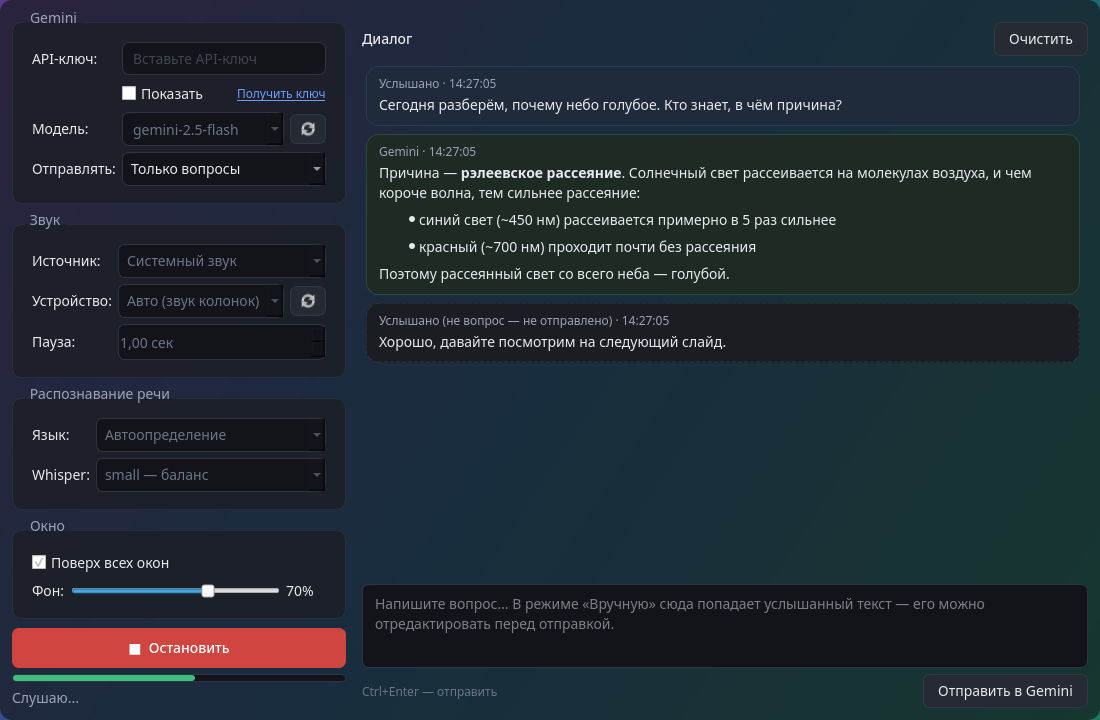 Gemini
API-ключ:
Вставьте API-ключ
Показать
Получить ключ
Модель:
gemini-2.5-flash
Отправлять:
Только вопросы
Звук
Источник:
Системный звук
Устройство:
Авто (звук колонок)
Пауза:
1,00 сек
Распознавание речи
Язык:
Автоопределение
Whisper:
small — баланс
Окно
Поверх всех окон
Фон:
70%
Остановить
Слушаю...
Диалог
Очистить
Услышано · 14:27:05
Сегодня разберём, почему небо голубое. Кто знает, в чём причина?
Gemini · 14:27:05
Причина — рэлеевское рассеяние. Солнечный свет рассеивается на молекулах воздуха, и чем
короче волна, тем сильнее рассеяние:
• синий свет (~450 нм) рассеивается примерно в 5 раз сильнее
• красный (~700 нм) проходит почти без рассеяния
Поэтому рассеянный свет со всего неба — голубой.
Услышано (не вопрос — не отправлено) · 14:27:05
Хорошо, давайте посмотрим на следующий слайд.
Напишите вопрос... В режиме «Вручную» сюда попадает услышанный текст — его можно
отредактировать перед отправкой.
Ctrl+Enter — отправить
Отправить в Gemini